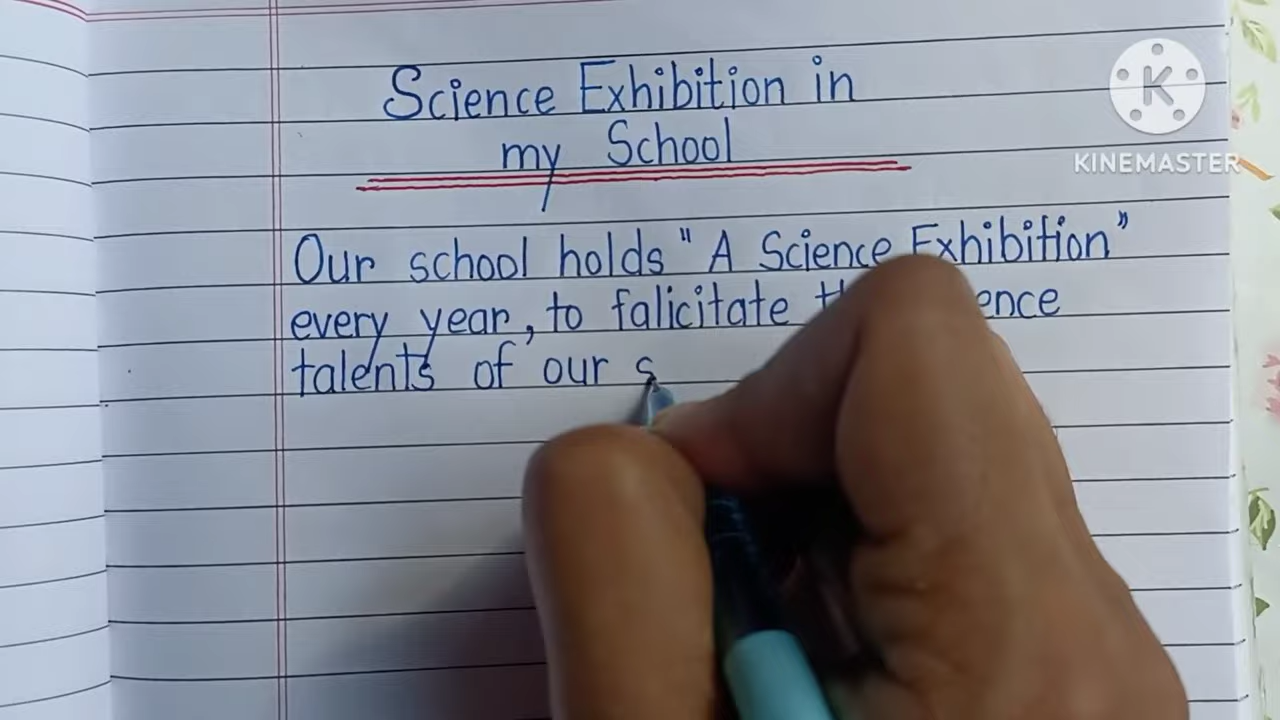 Science Exhibition in
my School
KINEMASTER
Our school holds "A Science Exhibition"
every year, to falicitate
talents of our s